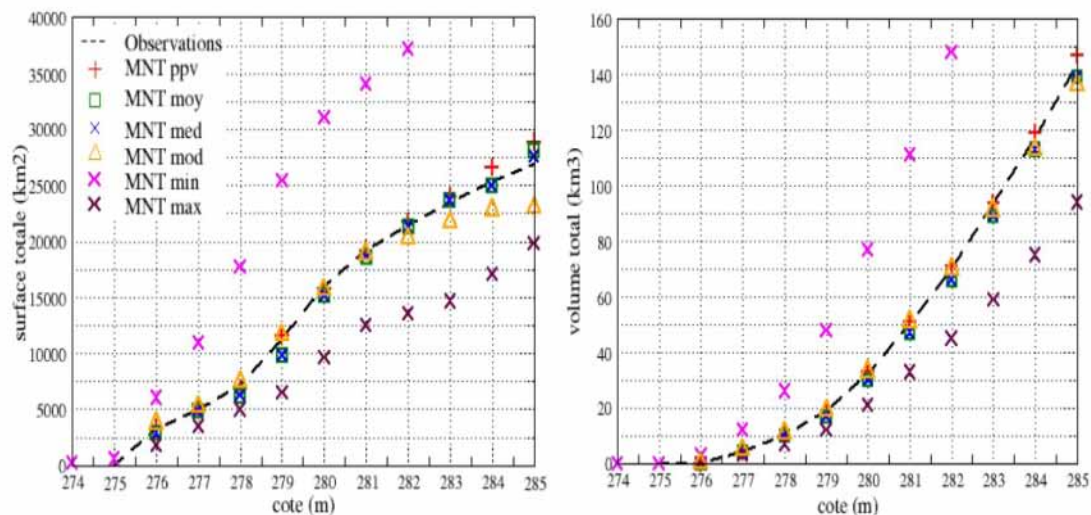 surface totale (km2)
40000
35000
30000
25000
20000
15000
10000
5000
0
Observations
MNT ppv
MNT moy
MNT med
MNT mod
MNT min
MNT max
274 275 276 277 278 279 280 281 282 283 284 285
cote (m)
volume total (km3)
160
140
120
100
80
60
40
20
0
274 275 276 277 278 279 280 281 282 283 284 285
cote (m)